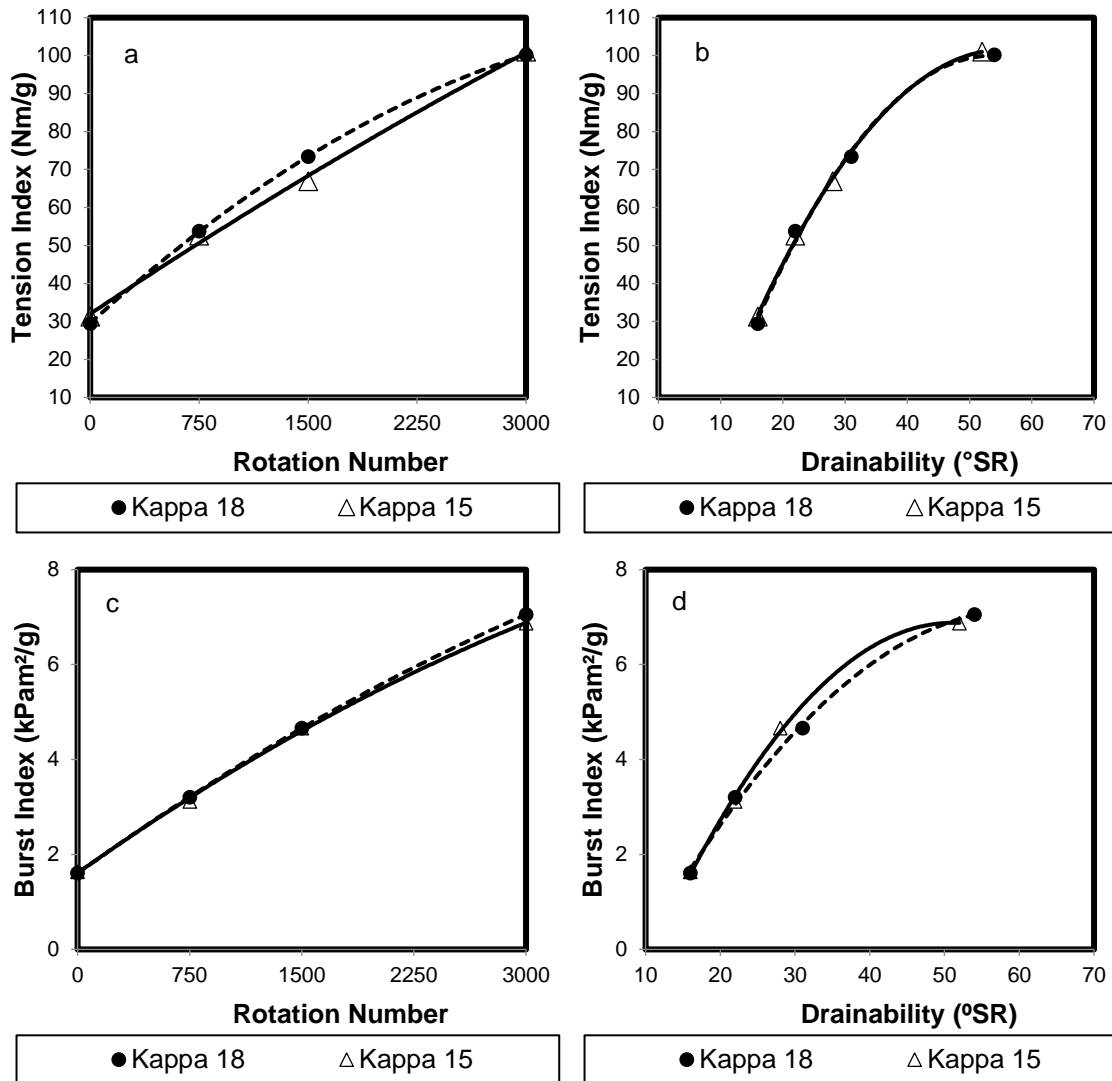 a
Tension Index (Nm/g)
110
100
90
80
70
60
50
40
30
20
10
0 750 1500 2250 3000
Rotation Number
Kappa 18 Kappa 15
b
Tension Index (Nm/g)
110
100
90
80
70
60
50
40
30
20
10
0 10 20 30 40 50 60 70
Drainability (°SR)
Kappa 18 Kappa 15
c
Burst Index (kPam²/g)
8
6
4
2
0
0 750 1500 2250 3000
Rotation Number
Kappa 18 Kappa 15
d
Burst Index (kPam²/g)
8
6
4
2
0
10 20 30 40 50 60 70
Drainability (ºSR)
Kappa 18 Kappa 15